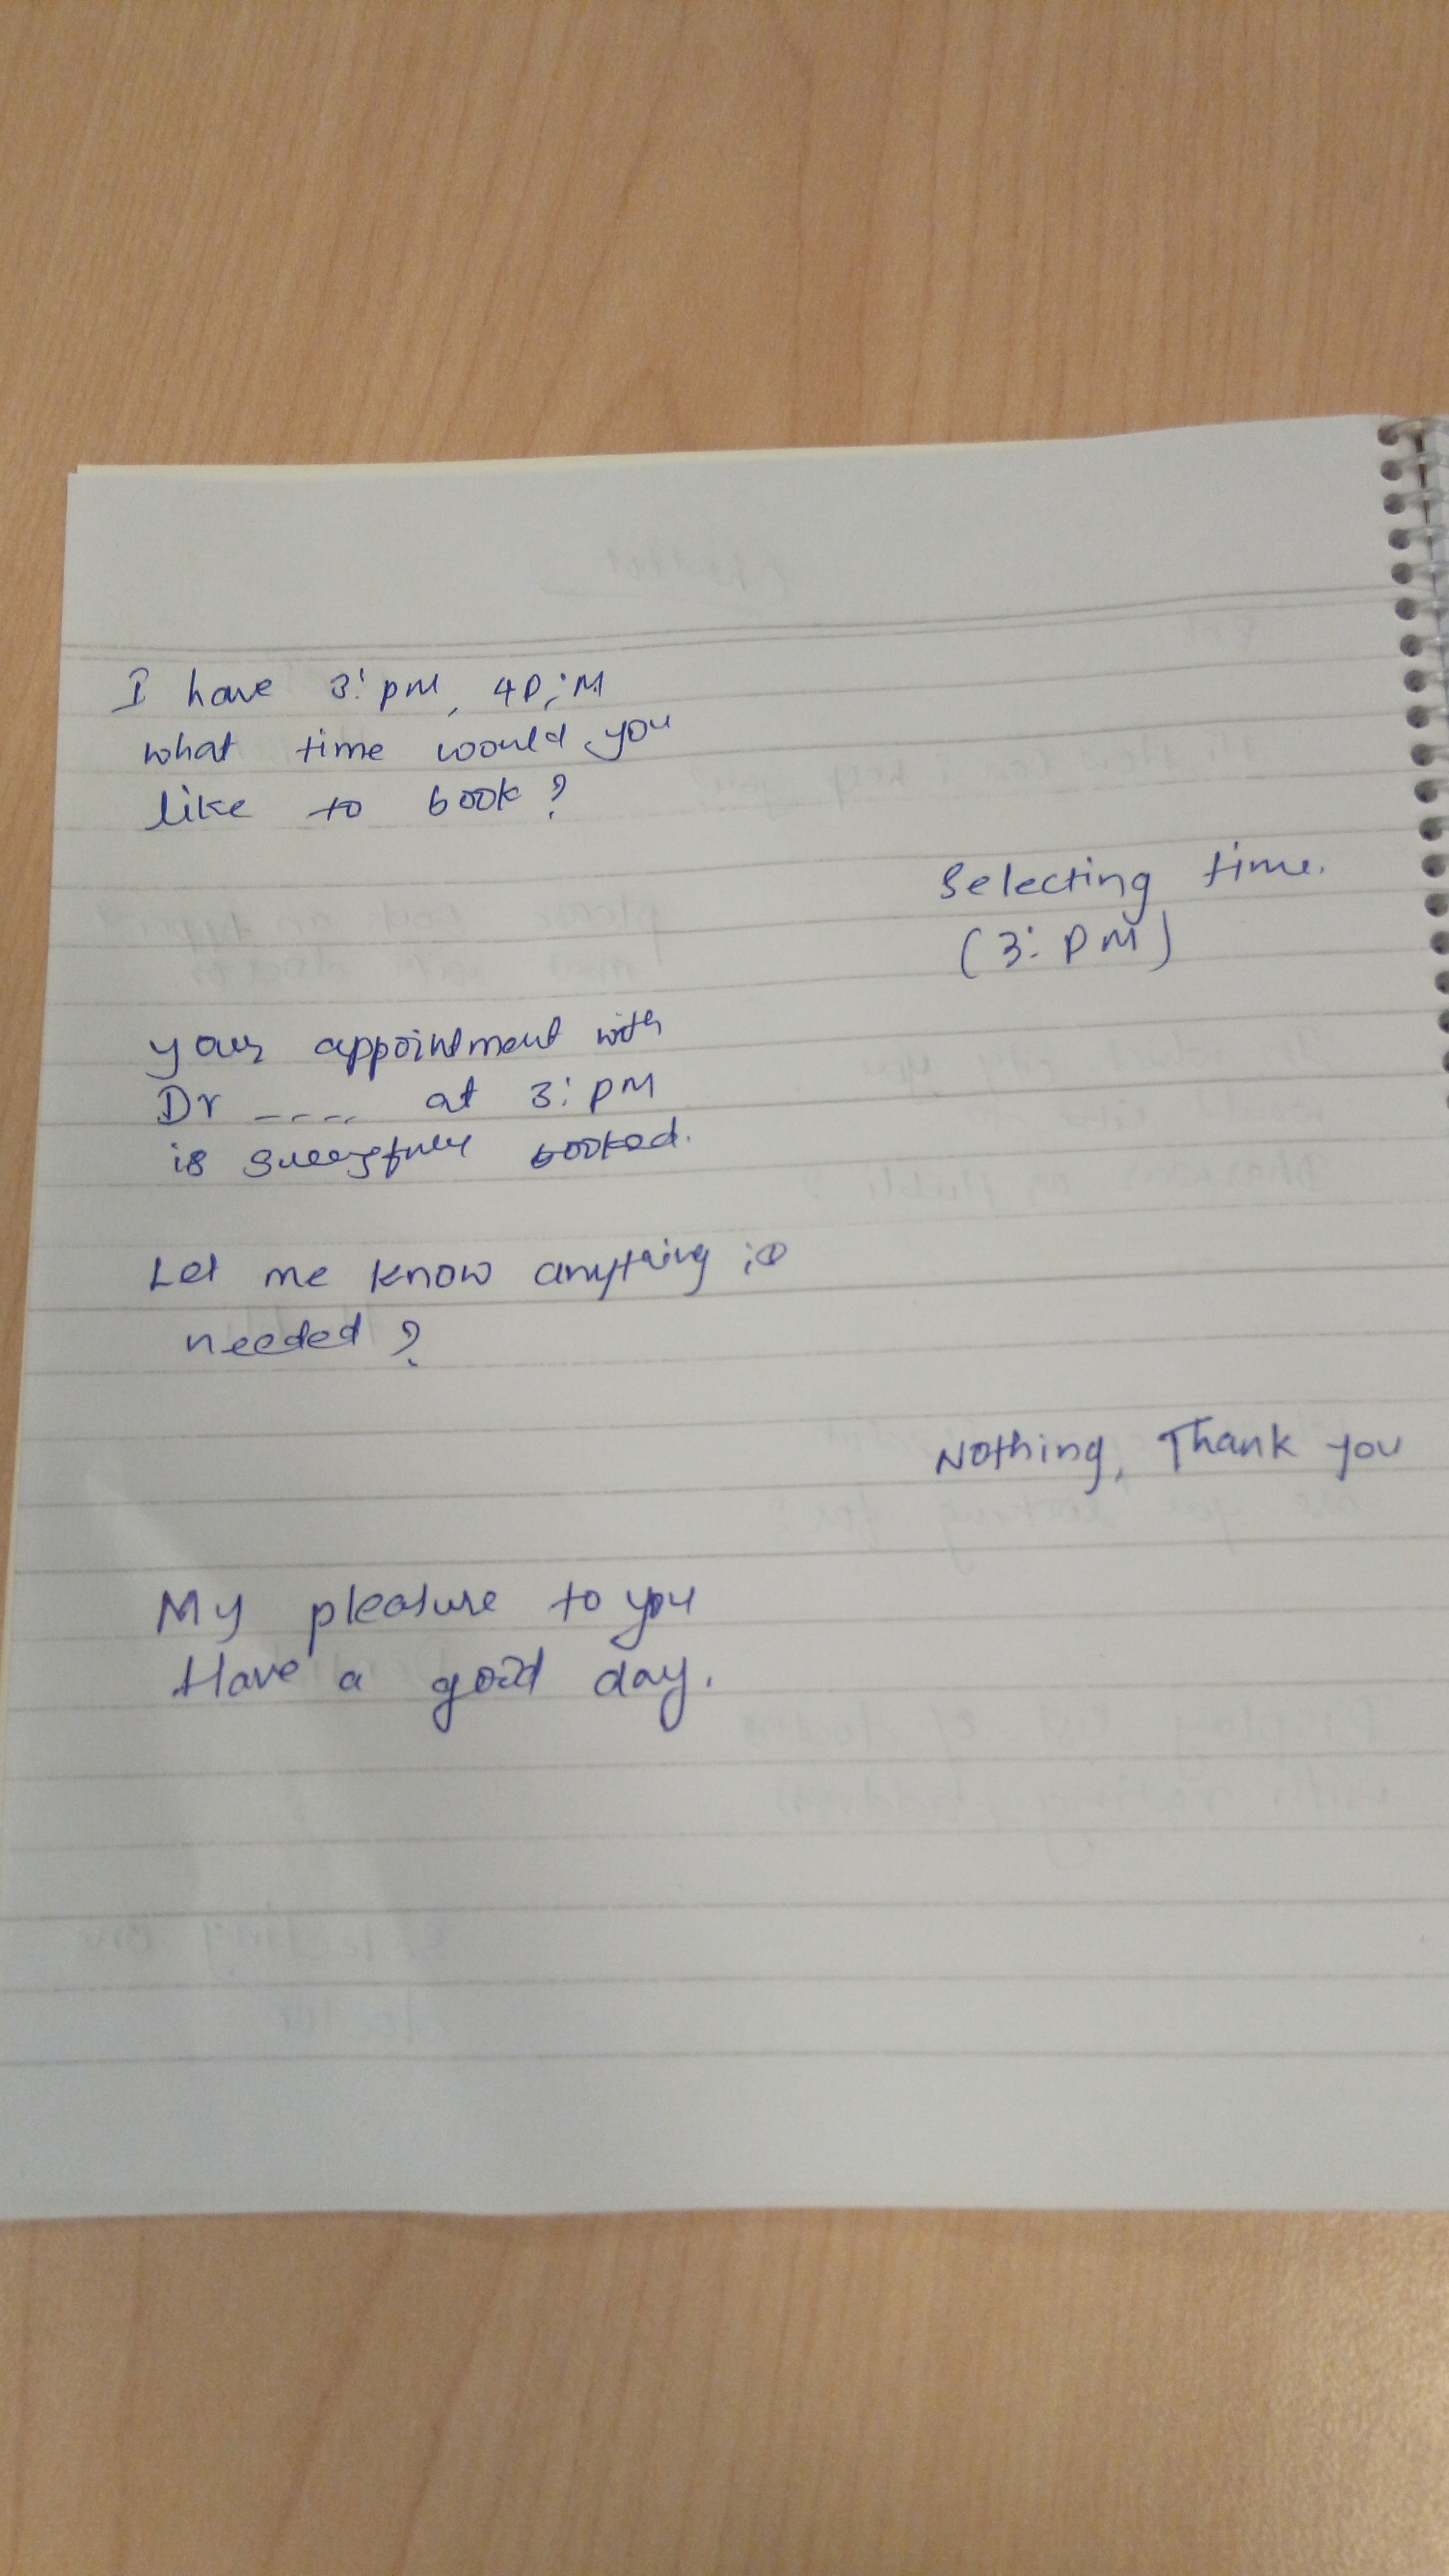 I have 3: pM, 4P;M
what time would you
like to book ?
Selecting time.
(3: PM)
your appointment with
Dr ---- at 3: PM
is booked.
Let me know anything is
needed ?
Nothing, Thank you
My pleasure to you
Have a good day.